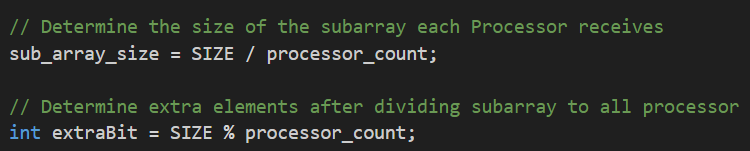 // Determine the size of the subarray each Processor receives
sub_array_size = SIZE / processor_count;
// Determine extra elements after dividing subarray to all processor
int extraBit = SIZE % processor_count;